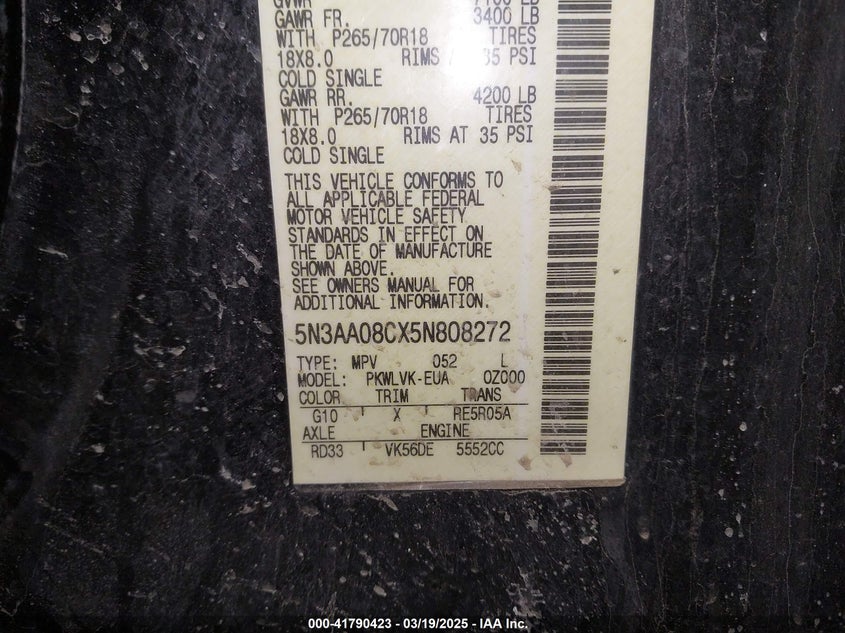 GVWR 7100 LB
GAWR FR. 3400 LB
WITH P265/70R18 TIRES
18X8.0 RIMS 35 PSI
COLD SINGLE
GAWR RR. 4200 LB
WITH P265/70R18 TIRES
18X8.0 RIMS AT 35 PSI
COLD SINGLE
THIS VEHICLE CONFORMS TO
ALL APPLICABLE FEDERAL
MOTOR VEHICLE SAFETY
STANDARDS IN EFFECT ON
THE DATE OF MANUFACTURE
SHOWN ABOVE.
SEE OWNERS MANUAL FOR
ADDITIONAL INFORMATION.
5N3AA08CX5N808272
TYPE: MPV 052 L
MODEL: PKWLVK-EUA 0Z000
COLOR TRIM TRANS
G10 X RE5R05A
AXLE ENGINE
RD33 VK56DE 5552CC
000-41790423 - 03/19/2025 - IAA Inc.